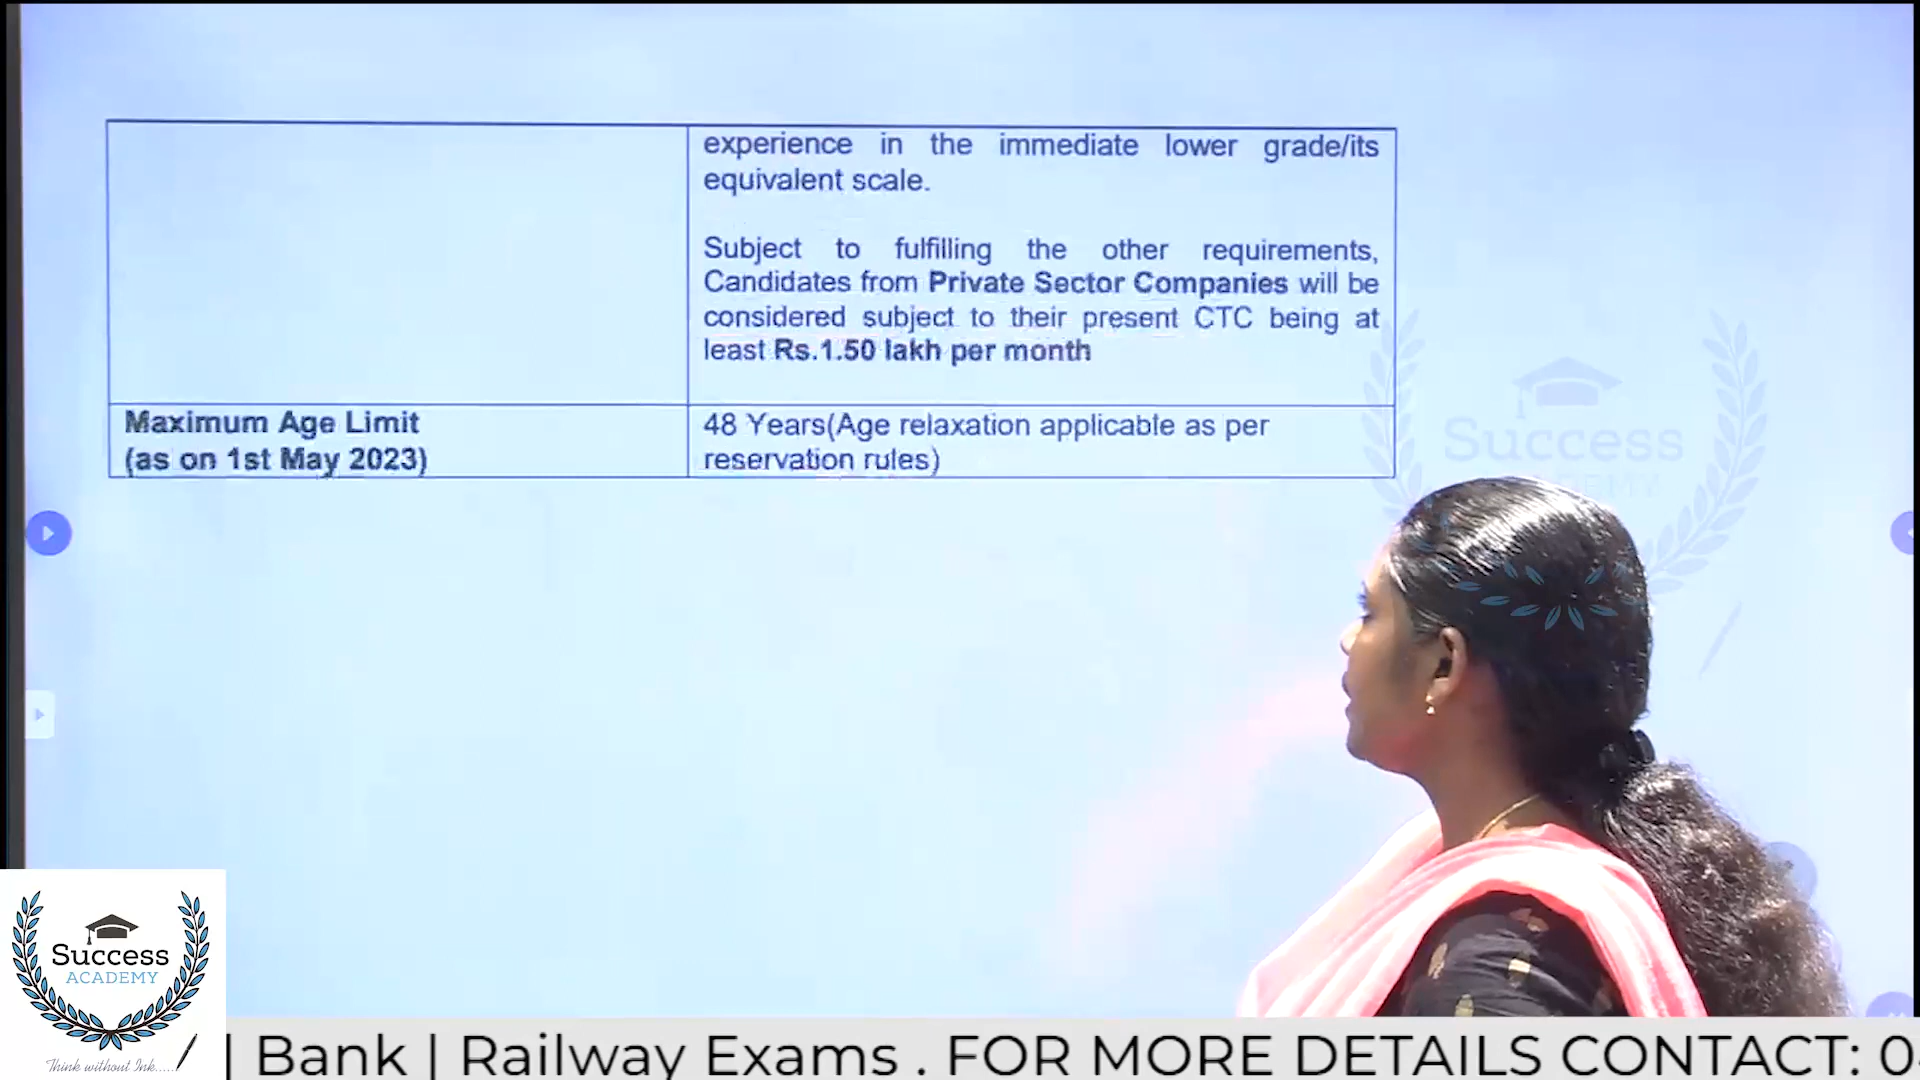 experience in the immediate lower grade/its
equivalent scale.
Subject to fulfilling the other requirements,
Candidates from Private Sector Companies will be
considered subject to their present CTC being at
least Rs.1.50 lakh per month
Maximum Age Limit
(as on 1st May 2023)
48 Years(Age relaxation applicable as per
reservation rules)
Success
ACADEMY
Success
ACADEMY
Think without Ink......
| Bank | Railway Exams . FOR MORE DETAILS CONTACT: 0